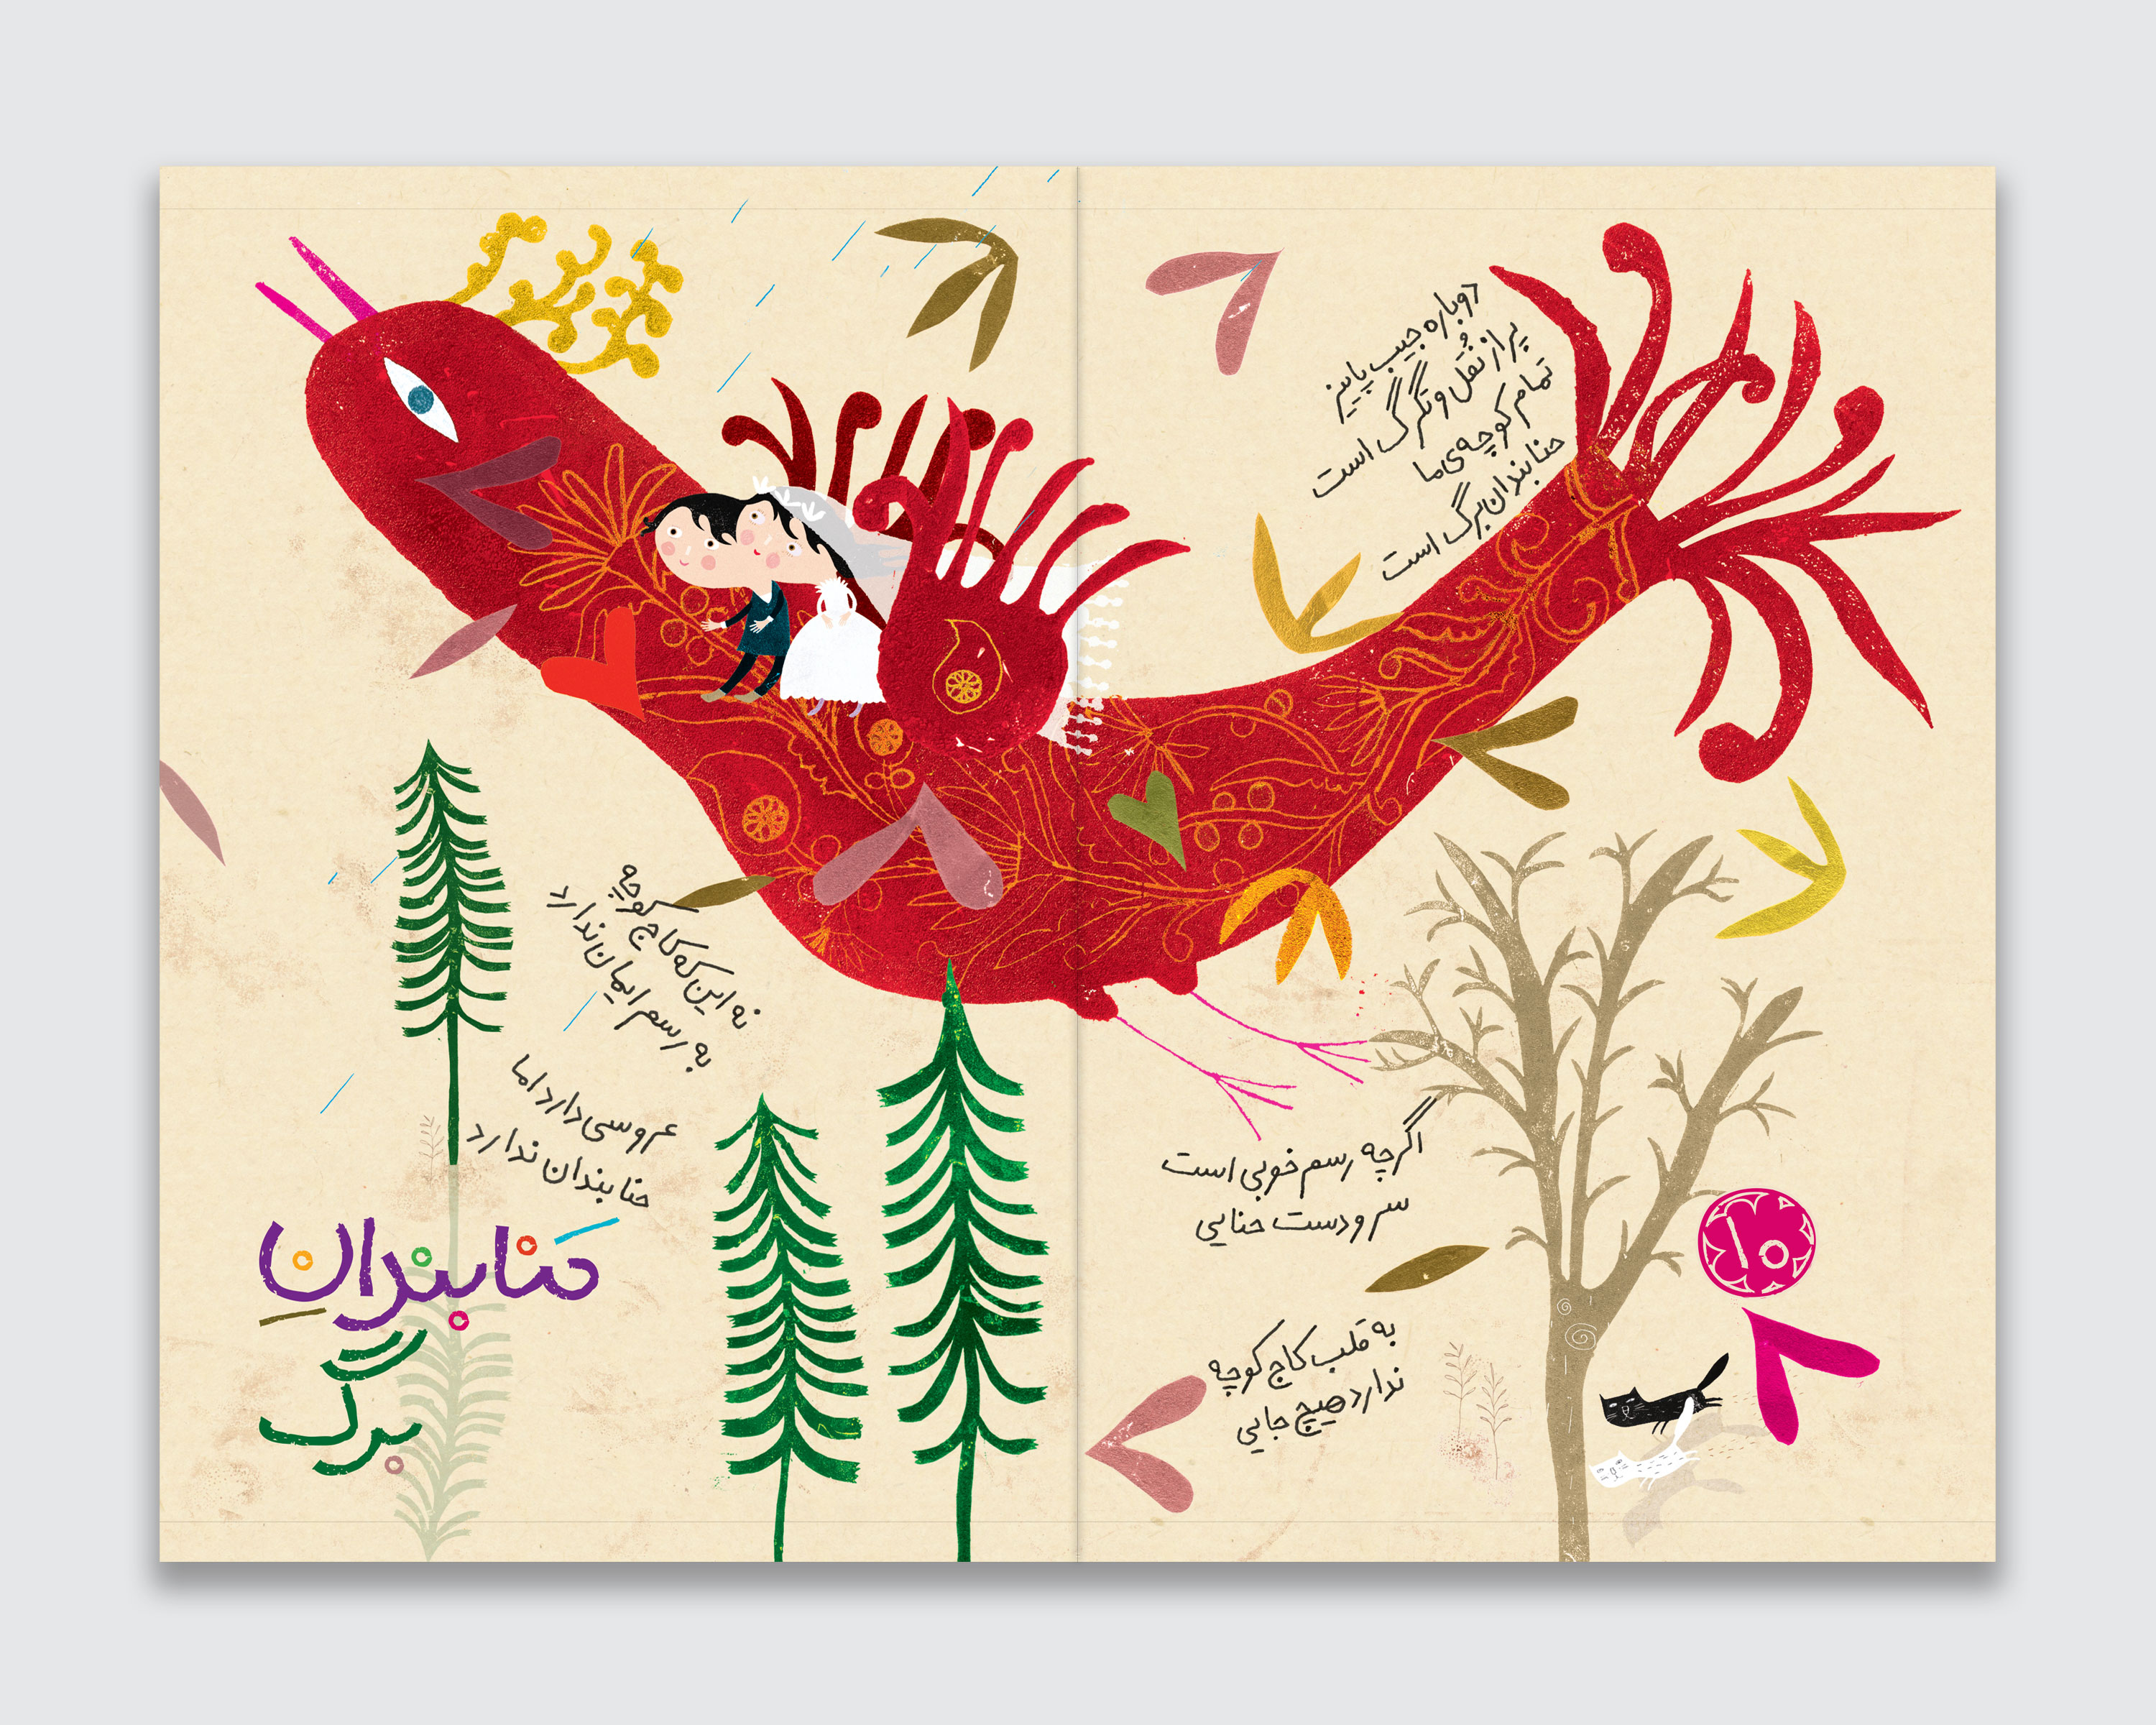 دوباره جیب پاییز
پر از نُقل و تگرگ است
تمام کوچه‌ی ما
حنابندان برگ است
اگرچه رسم خوبی است
سر و دست حنایی
به قلب کاج کوچه
ندارد هیچ جایی
نه این که کاج کوچه
به رسم ایمان ندارد
عروسی دارد اما
حنابندان ندارد
حنابندانِ
برگ
۱۰